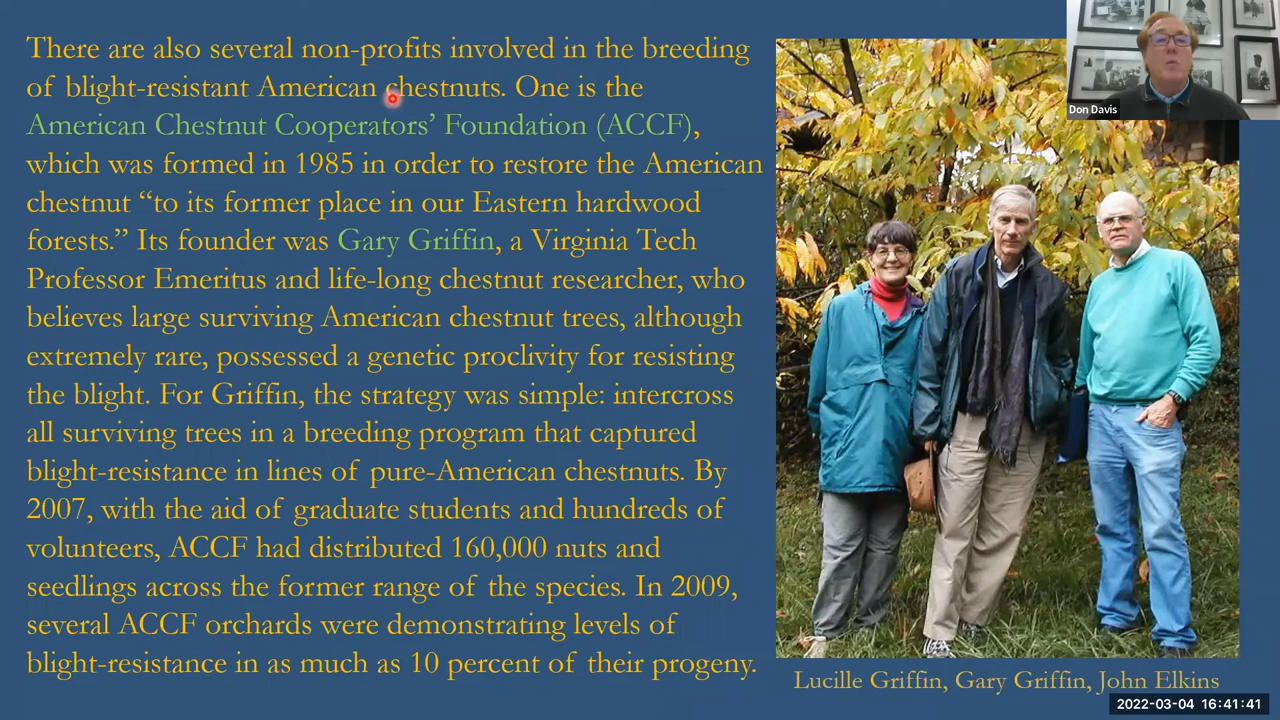 There are also several non-profits involved in the breeding
of blight-resistant American chestnuts. One is the
American Chestnut Cooperators’ Foundation (ACCF),
which was formed in 1985 in order to restore the American
chestnut “to its former place in our Eastern hardwood
forests.” Its founder was Gary Griffin, a Virginia Tech
Professor Emeritus and life-long chestnut researcher, who
believes large surviving American chestnut trees, although
extremely rare, possessed a genetic proclivity for resisting
the blight. For Griffin, the strategy was simple: intercross
all surviving trees in a breeding program that captured
blight-resistance in lines of pure-American chestnuts. By
2007, with the aid of graduate students and hundreds of
volunteers, ACCF had distributed 160,000 nuts and
seedlings across the former range of the species. In 2009,
several ACCF orchards were demonstrating levels of
blight-resistance in as much as 10 percent of their progeny.
Don Davis
Lucille Griffin, Gary Griffin, John Elkins
2022-03-04 16:41:41